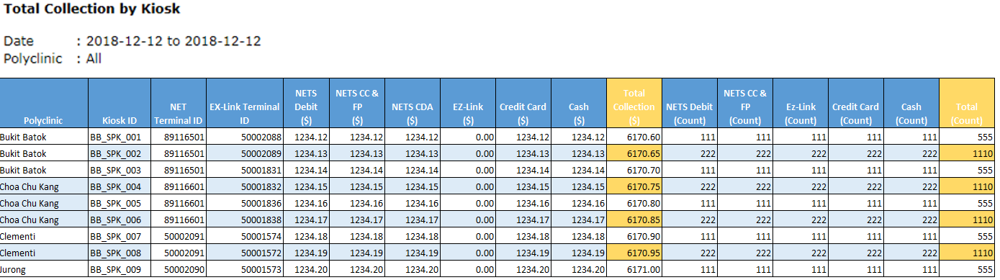 Total Collection by Kiosk
Date : 2018-12-12 to 2018-12-12
Polyclinic : All
Polyclinic Kiosk ID NET Terminal ID EX-Link Terminal ID NETS Debit ($) NETS CC & FP ($) NETS CDA ($) EZ-Link ($) Credit Card ($) Cash ($) Total Collection ($) NETS Debit (Count) NETS CC & FP (Count) Ez-Link (Count) Credit Card (Count) Cash (Count) Total (Count)
Bukit Batok BB_SPK_001 89116501 50002088 1234.12 1234.12 1234.12 0.00 1234.12 1234.12 6170.60 111 111 111 111 111 555
Bukit Batok BB_SPK_002 89116501 50002089 1234.13 1234.13 1234.13 0.00 1234.13 1234.13 6170.65 222 222 222 222 222 1110
Bukit Batok BB_SPK_003 89116501 50001831 1234.14 1234.14 1234.14 0.00 1234.14 1234.14 6170.70 111 111 111 111 111 555
Choa Chu Kang BB_SPK_004 89116601 50001832 1234.15 1234.15 1234.15 0.00 1234.15 1234.15 6170.75 222 222 222 222 222 1110
Choa Chu Kang BB_SPK_005 89116601 50001836 1234.16 1234.16 1234.16 0.00 1234.16 1234.16 6170.80 111 111 111 111 111 555
Choa Chu Kang BB_SPK_006 89116601 50001838 1234.17 1234.17 1234.17 0.00 1234.17 1234.17 6170.85 222 222 222 222 222 1110
Clementi BB_SPK_007 50002091 50001574 1234.18 1234.18 1234.18 0.00 1234.18 1234.18 6170.90 111 111 111 111 111 555
Clementi BB_SPK_008 50002091 50001572 1234.19 1234.19 1234.19 0.00 1234.19 1234.19 6170.95 222 222 222 222 222 1110
Jurong BB_SPK_009 50002090 50001573 1234.20 1234.20 1234.20 0.00 1234.20 1234.20 6171.00 111 111 111 111 111 555